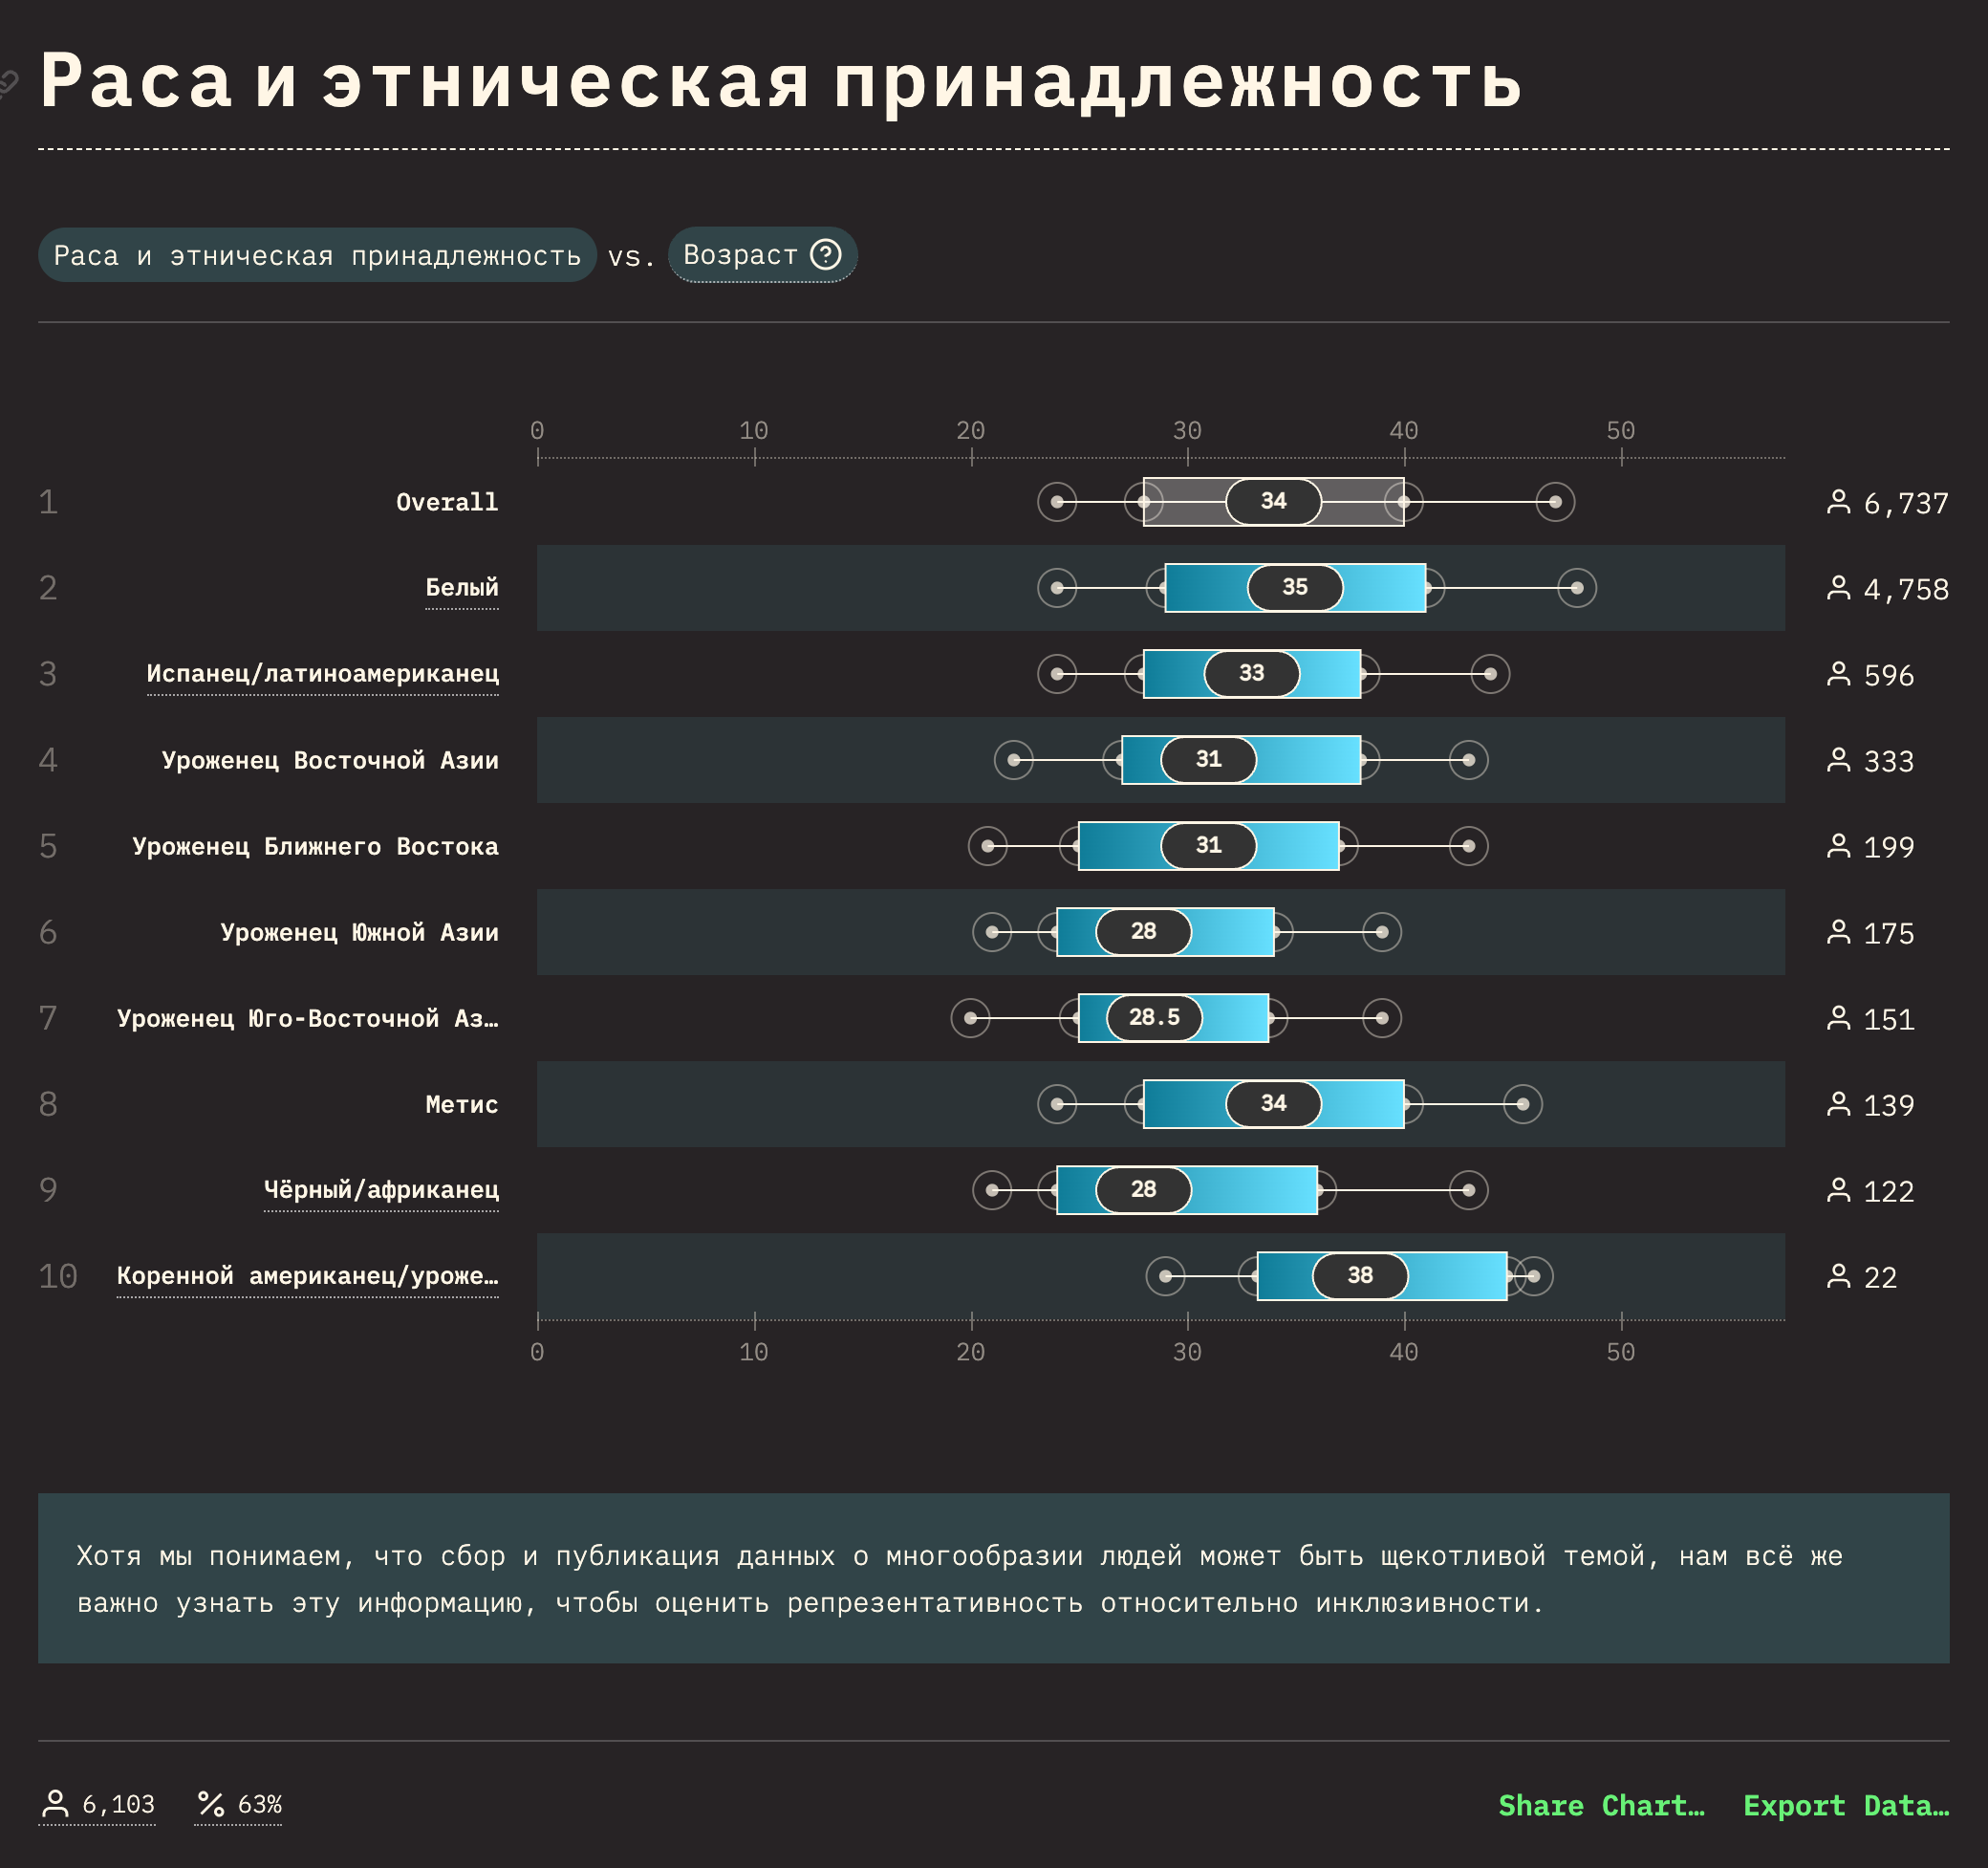 Раса и этническая принадлежность
Раса и этническая принадлежность vs. Возраст ?
0 10 20 30 40 50
1 Overall 34 6,737
2 Белый 35 4,758
3 Испанец/латиноамериканец 33 596
4 Уроженец Восточной Азии 31 333
5 Уроженец Ближнего Востока 31 199
6 Уроженец Южной Азии 28 175
7 Уроженец Юго-Восточной Аз… 28.5 151
8 Метис 34 139
9 Чёрный/африканец 28 122
10 Коренной американец/уроже… 38 22
0 10 20 30 40 50
Хотя мы понимаем, что сбор и публикация данных о многообразии людей может быть щекотливой темой, нам всё же
важно узнать эту информацию, чтобы оценить репрезентативность относительно инклюзивности.
6,103 % 63% Share Chart… Export Data…